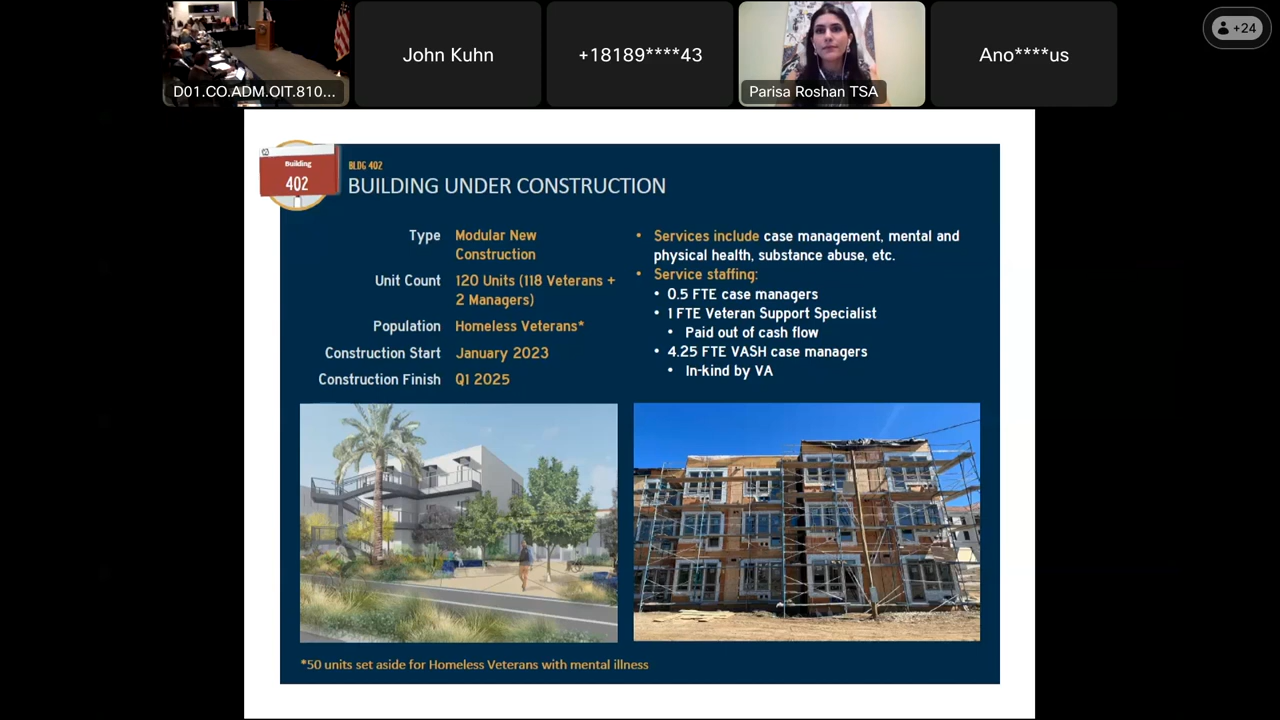 D01.CO.ADM.OIT.810...
John Kuhn
+18189****43
Parisa Roshan TSA
Ano****us
+24
Building
402
BLDG 402
BUILDING UNDER CONSTRUCTION
Type
Modular New
Construction
Unit Count
120 Units (118 Veterans +
2 Managers)
Population
Homeless Veterans*
Construction Start
January 2023
Construction Finish
Q1 2025
• Services include case management, mental and
physical health, substance abuse, etc.
• Service staffing:
• 0.5 FTE case managers
• 1 FTE Veteran Support Specialist
• Paid out of cash flow
• 4.25 FTE VASH case managers
• In-kind by VA
*50 units set aside for Homeless Veterans with mental illness